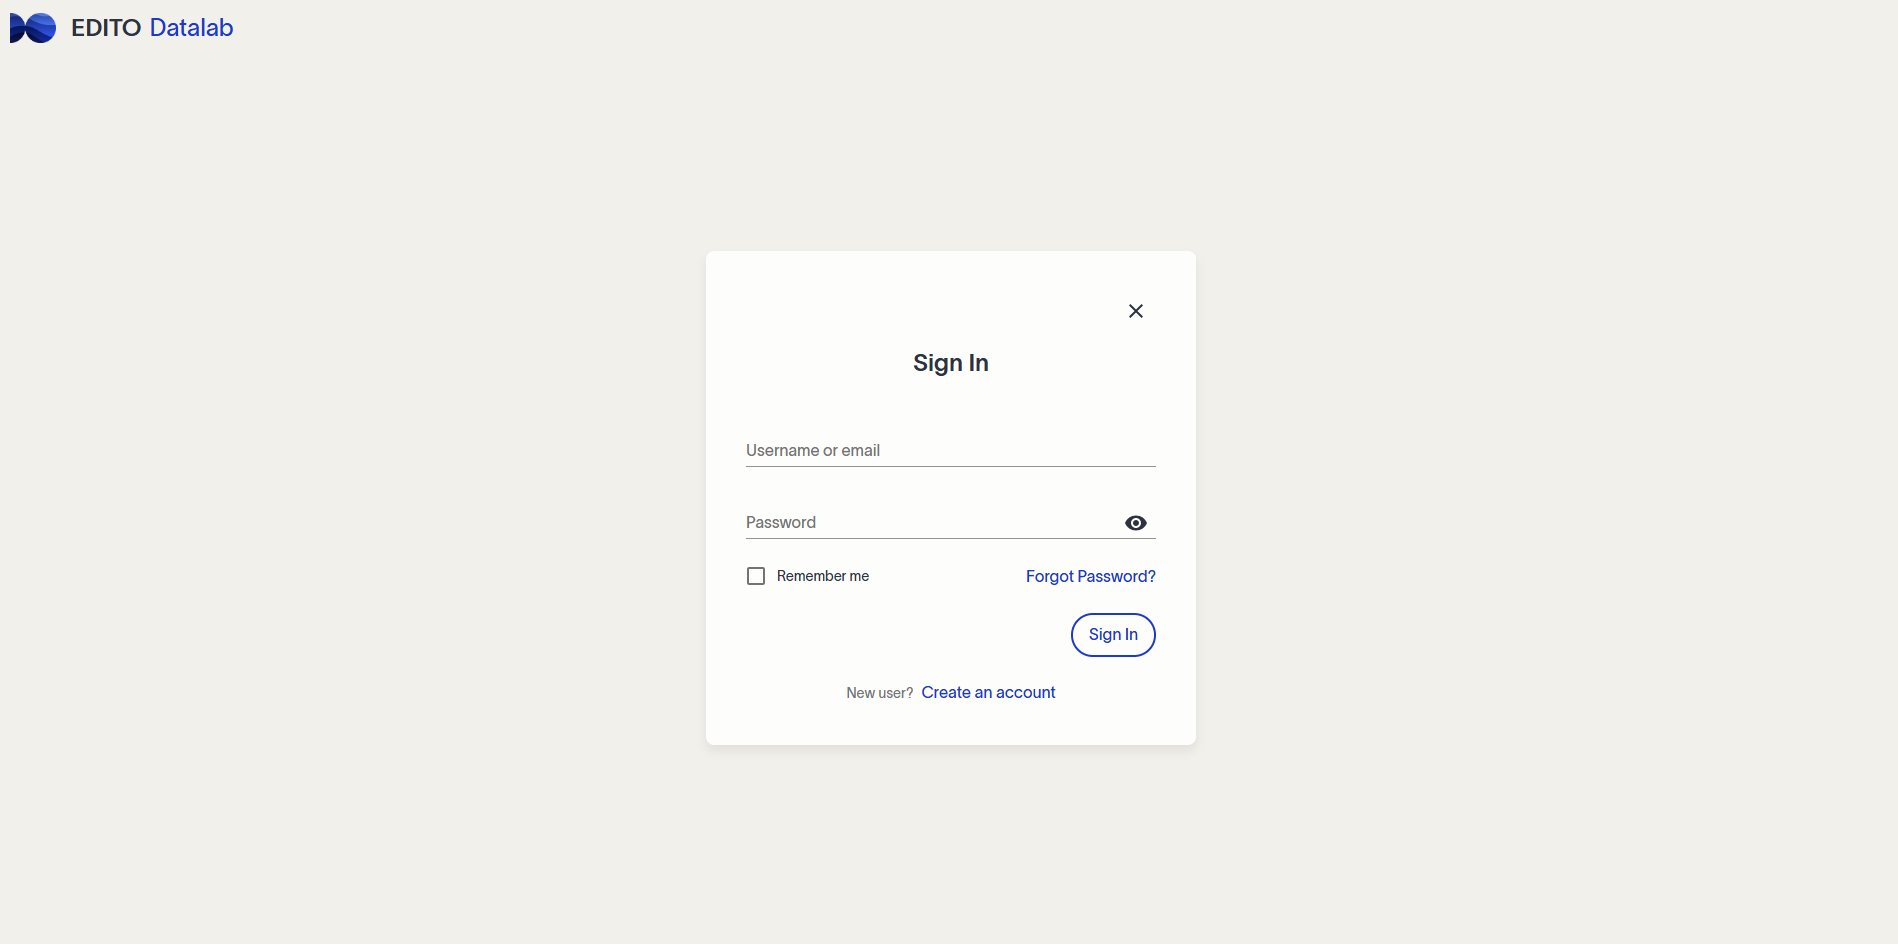 EDITO Datalab
Sign In
Username or email
Password
Remember me Forgot Password?
Sign In
New user? Create an account